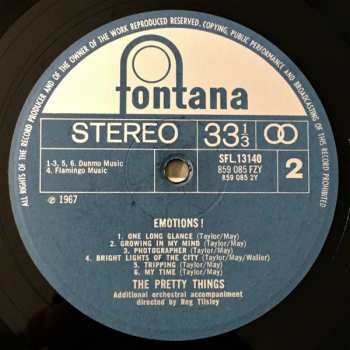 ALL RIGHTS OF THE RECORD PRODUCER AND OF THE OWNER OF THE WORK REPRODUCED RESERVED. COPYING, PUBLIC PERFORMANCE AND BROADCASTING OF THIS RECORD PROHIBITED
fontana
STEREO 33 1/3
1-3, 5, 6. Dunmo Music
4. Flamingo Music
SFL.13140
859 085 FZY
859 085 2Y
2
℗ 1967
EMOTIONS!
1. ONE LONG GLANCE (Taylor/May)
2. GROWING IN MY MIND (Taylor/May)
3. PHOTOGRAPHER (Taylor/May)
4. BRIGHT LIGHTS OF THE CITY (Taylor/May/Waller)
5. TRIPPING (Taylor/May)
6. MY TIME (Taylor/May)
THE PRETTY THINGS
Additional orchestral accompaniment
directed by Reg Tilsley